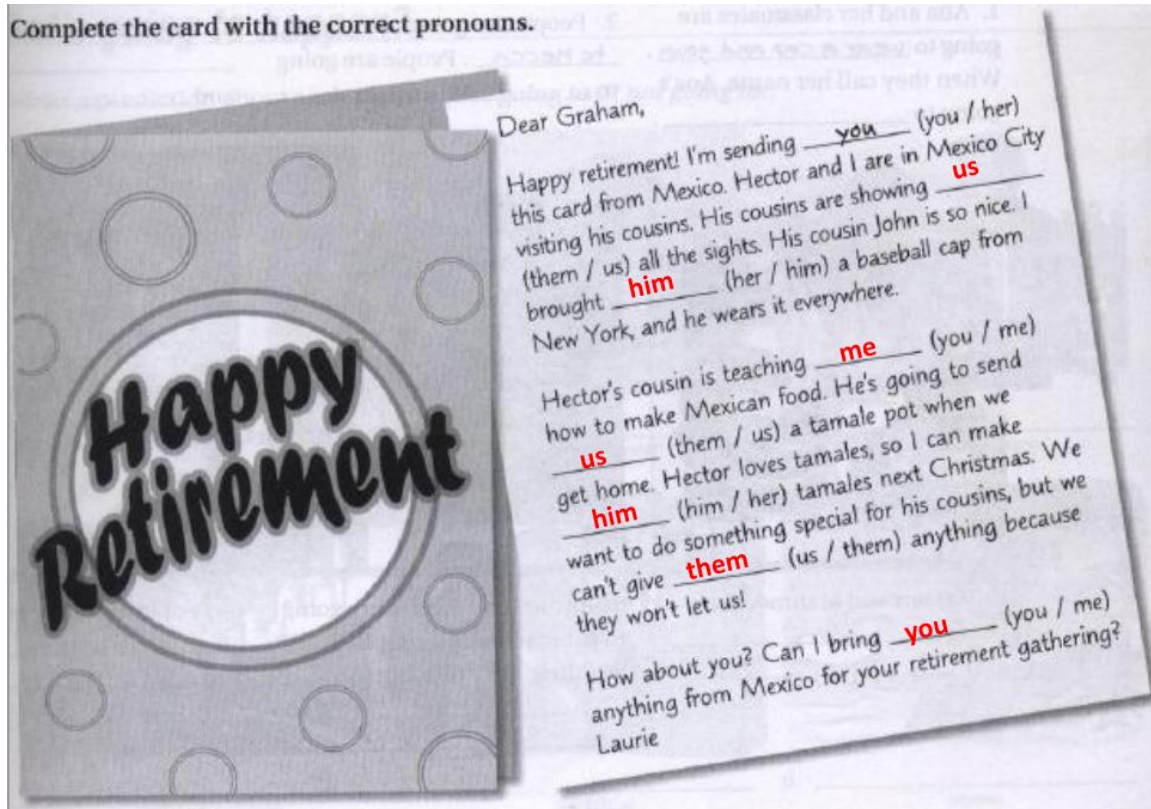 Complete the card with the correct pronouns.
Happy
Retirement
Dear Graham,
Happy retirement! I'm sending you (you / her)
this card from Mexico. Hector and I are in Mexico City
visiting his cousins. His cousins are showing us
(them / us) all the sights. His cousin John is so nice. I
brought him (her / him) a baseball cap from
New York, and he wears it everywhere.
Hector's cousin is teaching me (you / me)
how to make Mexican food. He's going to send
us (them / us) a tamale pot when we
get home. Hector loves tamales, so I can make
him (him / her) tamales next Christmas. We
want to do something special for his cousins, but we
can't give them (us / them) anything because
they won't let us!
How about you? Can I bring you (you / me)
anything from Mexico for your retirement gathering?
Laurie